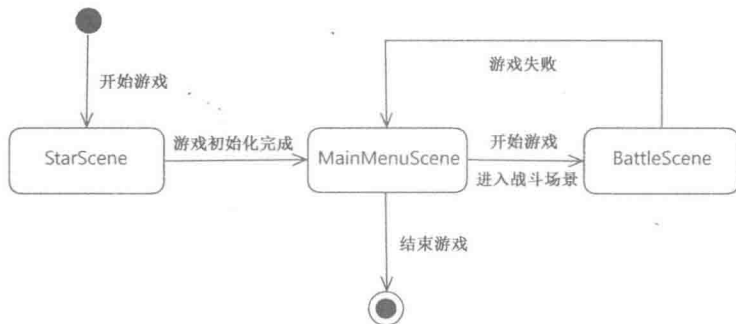 游戏失败
开始游戏
StarScene
游戏初始化完成
MainMenuScene
开始游戏
进入战斗场景
BattleScene
结束游戏